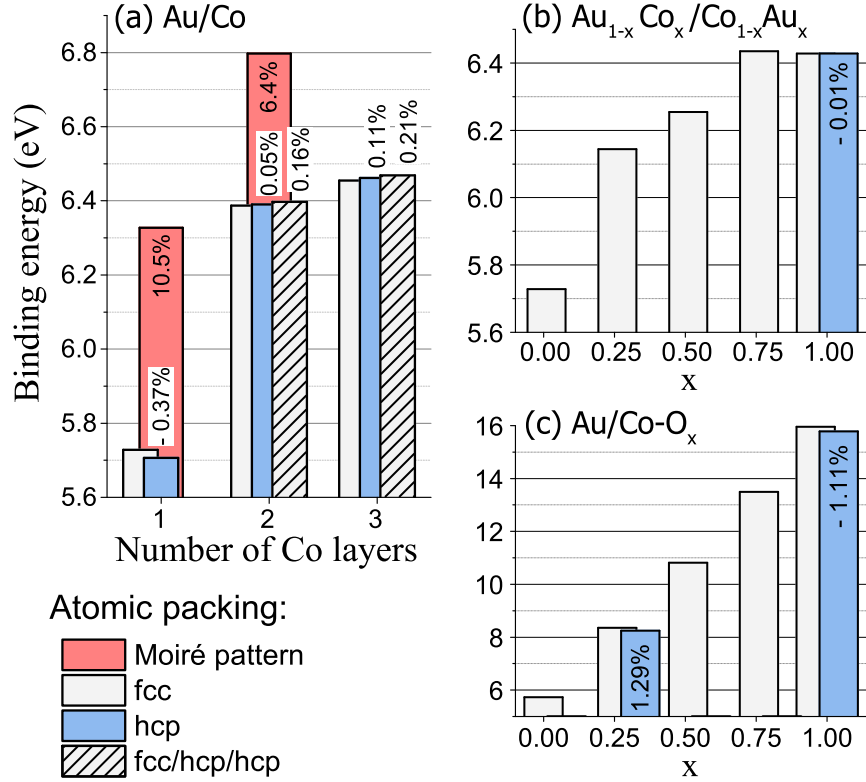 (a) Au/Co
Binding energy (eV)
6.8
6.6
6.4
6.2
6.0
5.8
5.6
10.5%
- 0.37%
6.4%
0.05%
0.16%
0.11%
0.21%
1 2 3
Number of Co layers
Atomic packing:
Moiré pattern
fcc
hcp
fcc/hcp/hcp
(b) Au1-x Cox/Co1-xAux
6.4
6.2
6.0
5.8
5.6
- 0.01%
0.00 0.25 0.50 0.75 1.00
x
(c) Au/Co-Ox
16
14
12
10
8
6
1.29%
- 1.11%
0.00 0.25 0.50 0.75 1.00
x